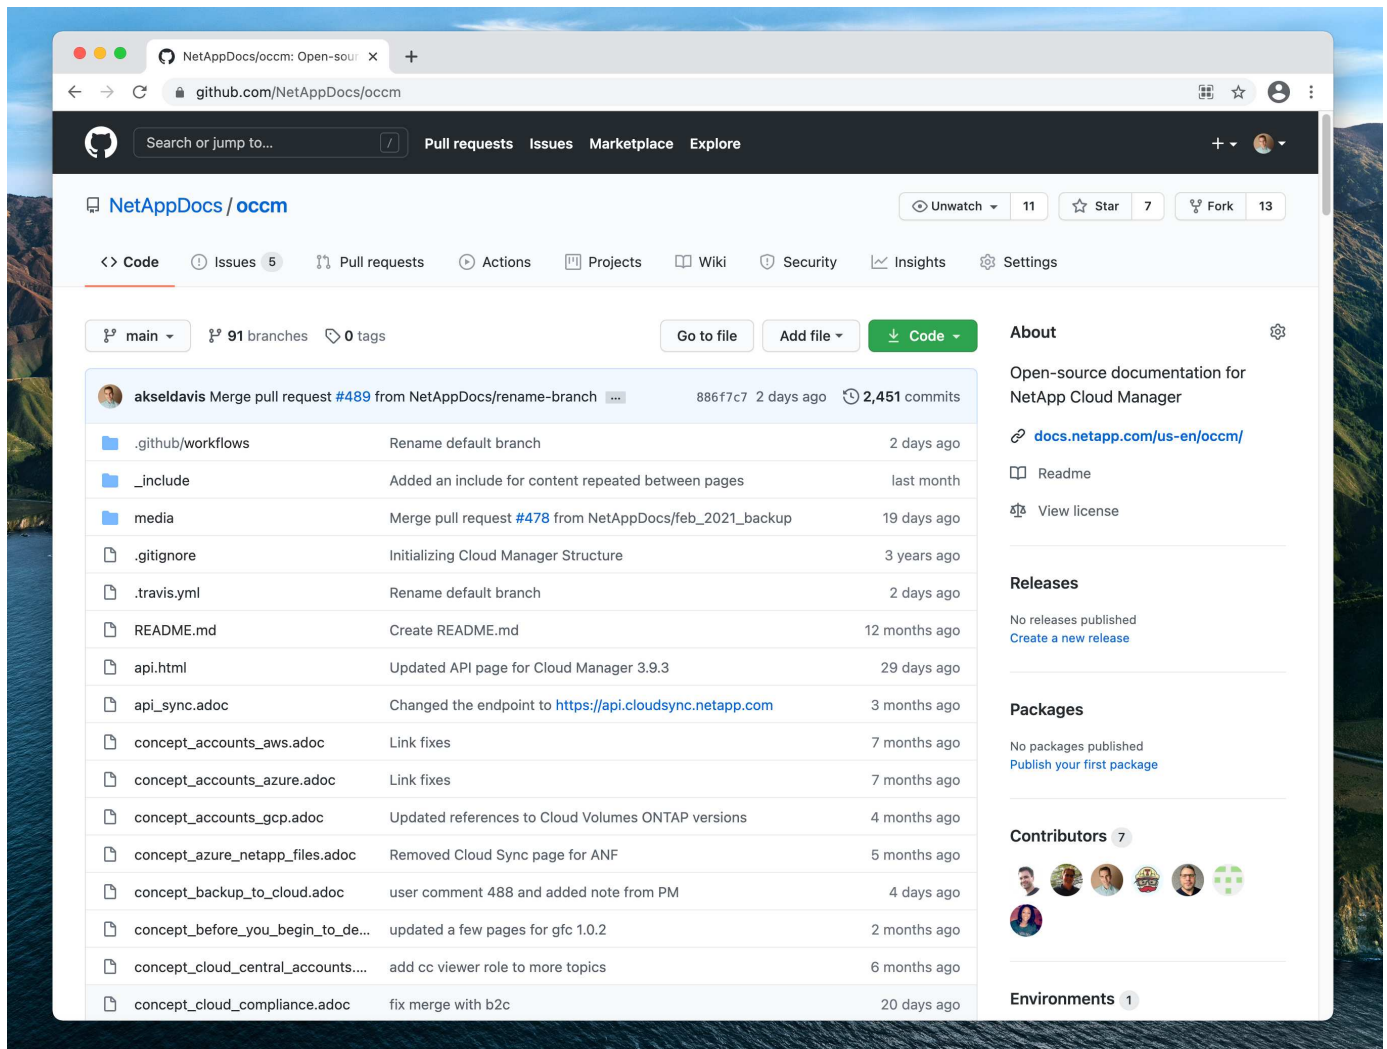 NetAppDocs/occm: Open-sour
github.com/NetAppDocs/occm
Search or jump to... / Pull requests Issues Marketplace Explore
NetAppDocs / occm Unwatch 11 Star 7 Fork 13
Code Issues 5 Pull requests Actions Projects Wiki Security Insights Settings
main 91 branches 0 tags Go to file Add file Code
akseldavis Merge pull request #489 from NetAppDocs/rename-branch ... 886f7c7 2 days ago 2,451 commits
.github/workflows Rename default branch 2 days ago
_include Added an include for content repeated between pages last month
media Merge pull request #478 from NetAppDocs/feb_2021_backup 19 days ago
.gitignore Initializing Cloud Manager Structure 3 years ago
.travis.yml Rename default branch 2 days ago
README.md Create README.md 12 months ago
api.html Updated API page for Cloud Manager 3.9.3 29 days ago
api_sync.adoc Changed the endpoint to https://api.cloudsync.netapp.com 3 months ago
concept_accounts_aws.adoc Link fixes 7 months ago
concept_accounts_azure.adoc Link fixes 7 months ago
concept_accounts_gcp.adoc Updated references to Cloud Volumes ONTAP versions 4 months ago
concept_azure_netapp_files.adoc Removed Cloud Sync page for ANF 5 months ago
concept_backup_to_cloud.adoc user comment 488 and added note from PM 4 days ago
concept_before_you_begin_to_de... updated a few pages for gfc 1.0.2 2 months ago
concept_cloud_central_accounts.... add cc viewer role to more topics 6 months ago
concept_cloud_compliance.adoc fix merge with b2c 20 days ago
About
Open-source documentation for
NetApp Cloud Manager
docs.netapp.com/us-en/occm/
Readme
View license
Releases
No releases published
Create a new release
Packages
No packages published
Publish your first package
Contributors 7
Environments 1